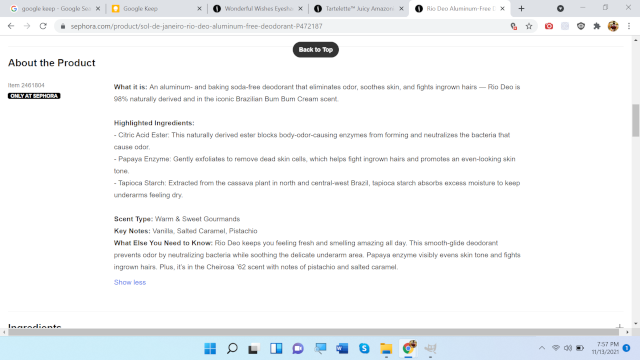 google keep - Google Sea
Google Keep
Wonderful Wishes Eyesha
Tartelette™ Juicy Amazon
Rio Deo Aluminum-Free D
sephora.com/product/sol-de-janeiro-rio-deo-aluminum-free-deodorant-P472187
Back to Top
About the Product
Item 2461604
ONLY AT SEPHORA
What it is: An aluminum- and baking soda-free deodorant that eliminates odor, soothes skin, and fights ingrown hairs — Rio Deo is
98% naturally derived and in the iconic Brazilian Bum Bum Cream scent.
Highlighted Ingredients:
- Citric Acid Ester: This naturally derived ester blocks body-odor-causing enzymes from forming and neutralizes the bacteria that
cause odor.
- Papaya Enzyme: Gently exfoliates to remove dead skin cells, which helps fight ingrown hairs and promotes an even-looking skin
tone.
- Tapioca Starch: Extracted from the cassava plant in north and central-west Brazil, tapioca starch absorbs excess moisture to keep
underarms feeling dry.
Scent Type: Warm & Sweet Gourmands
Key Notes: Vanilla, Salted Caramel, Pistachio
What Else You Need to Know: Rio Deo keeps you feeling fresh and smelling amazing all day. This smooth-glide deodorant
prevents odor by neutralizing bacteria while soothing the delicate underarm area. Papaya enzyme visibly evens skin tone and fights
ingrown hairs. Plus, it's in the Cheirosa '62 scent with notes of pistachio and salted caramel.
Show less
Ingredients
7:57 PM
11/13/2021